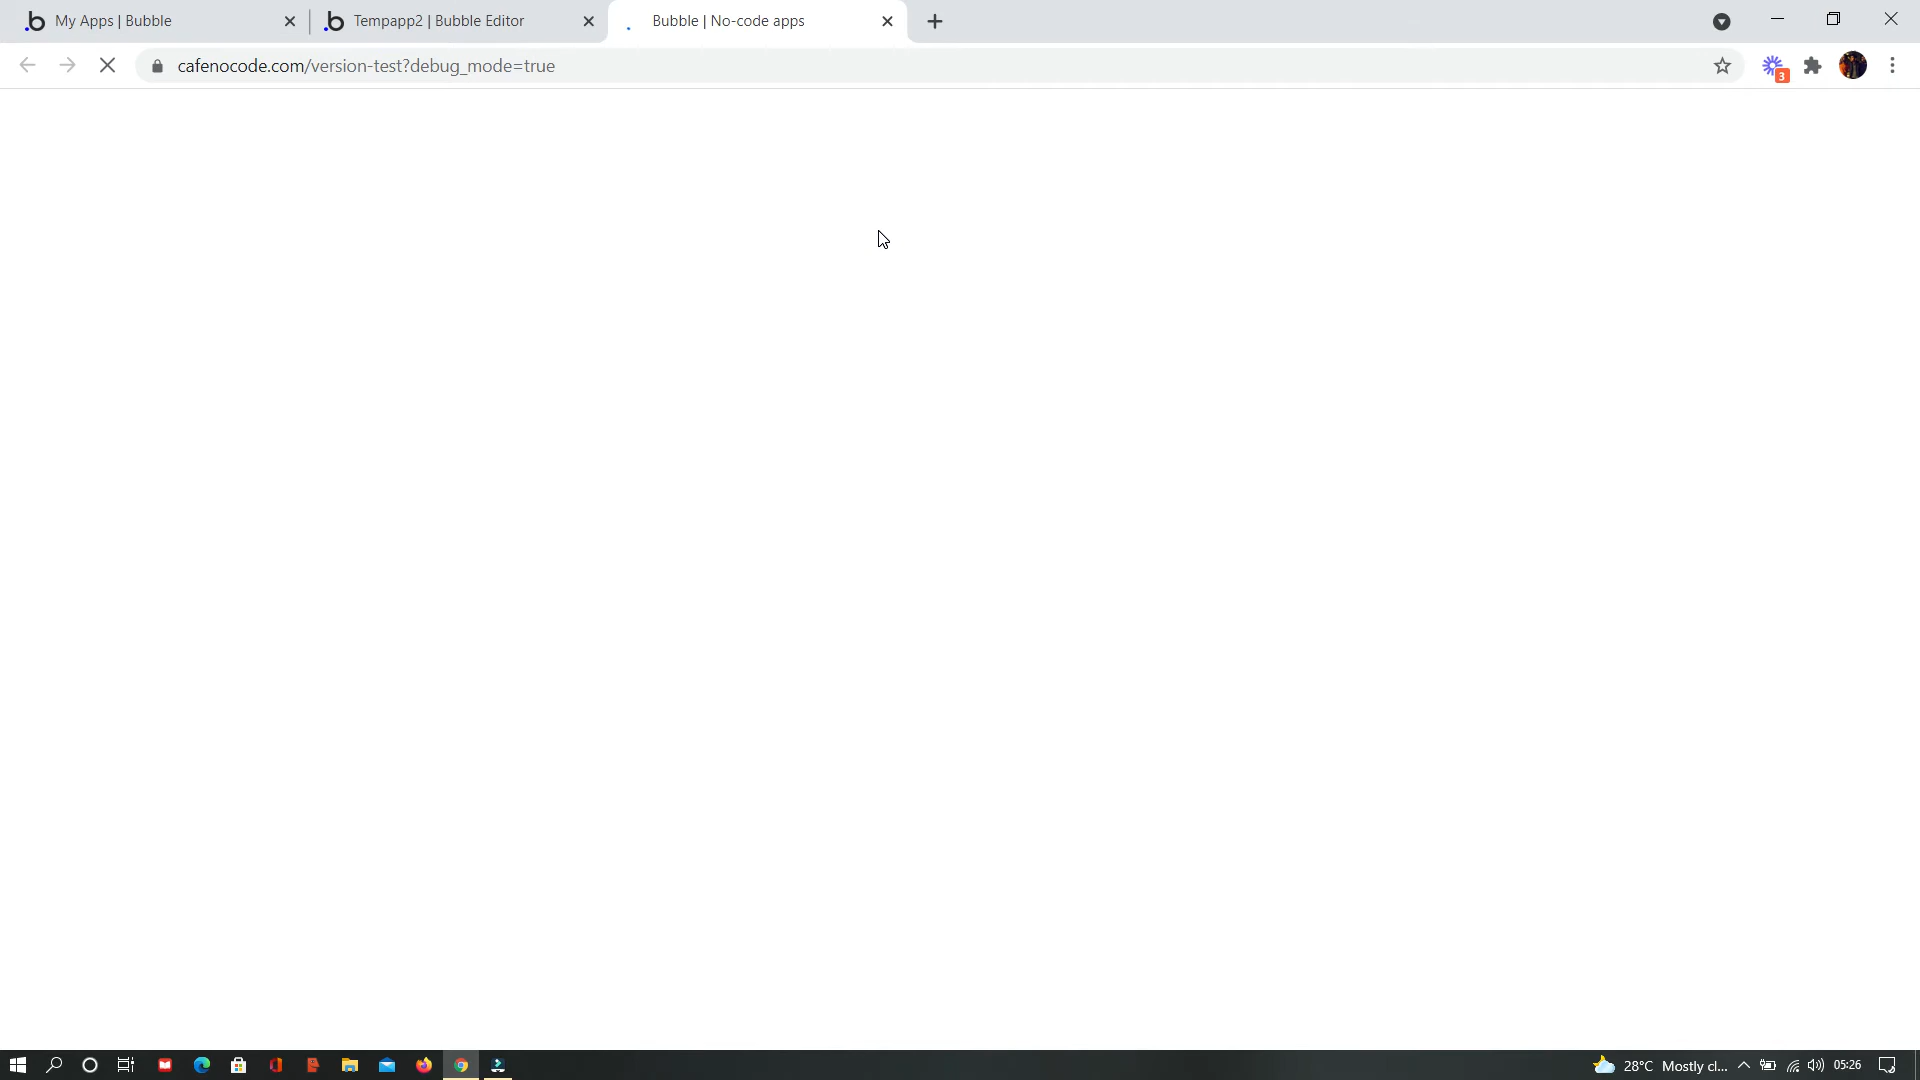 My Apps | Bubble
Tempapp2 | Bubble Editor
Bubble | No-code apps
cafenocode.com/version-test?debug_mode=true
3
28°C Mostly cl...
05:26